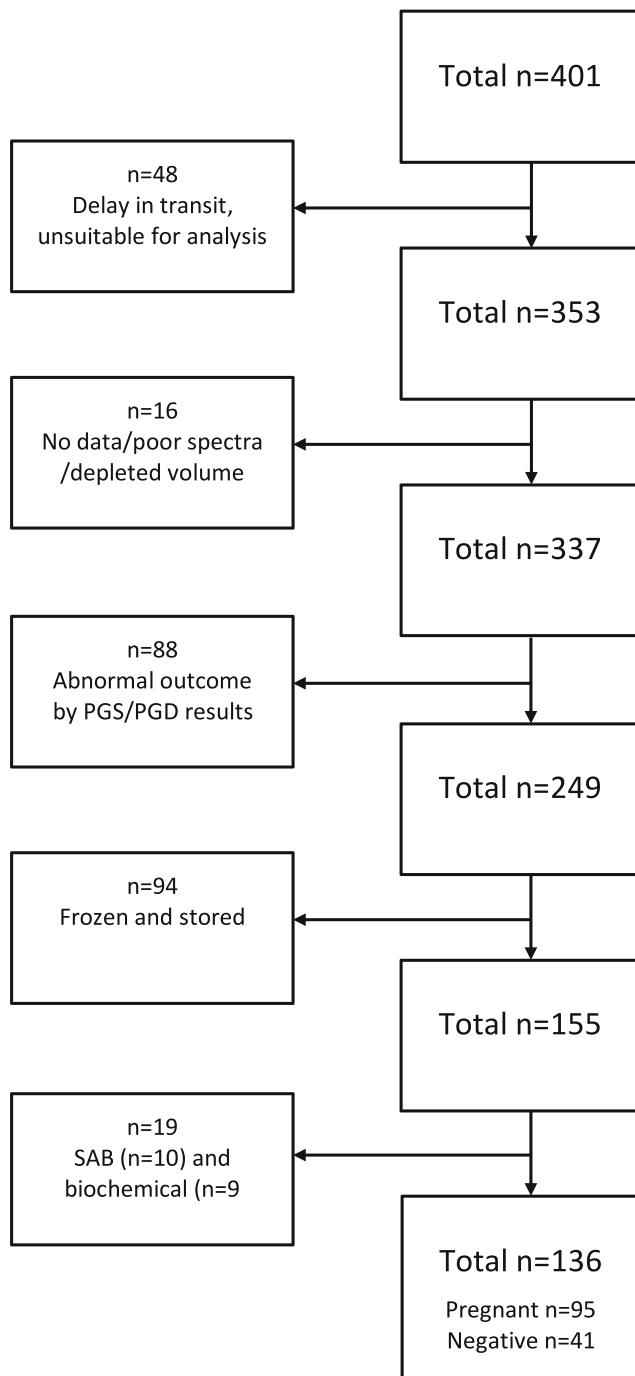 Total n=401
n=48
Delay in transit,
unsuitable for analysis
Total n=353
n=16
No data/poor spectra
/depleted volume
Total n=337
n=88
Abnormal outcome
by PGS/PGD results
Total n=249
n=94
Frozen and stored
Total n=155
n=19
SAB (n=10) and
biochemical (n=9
Total n=136
Pregnant n=95
Negative n=41